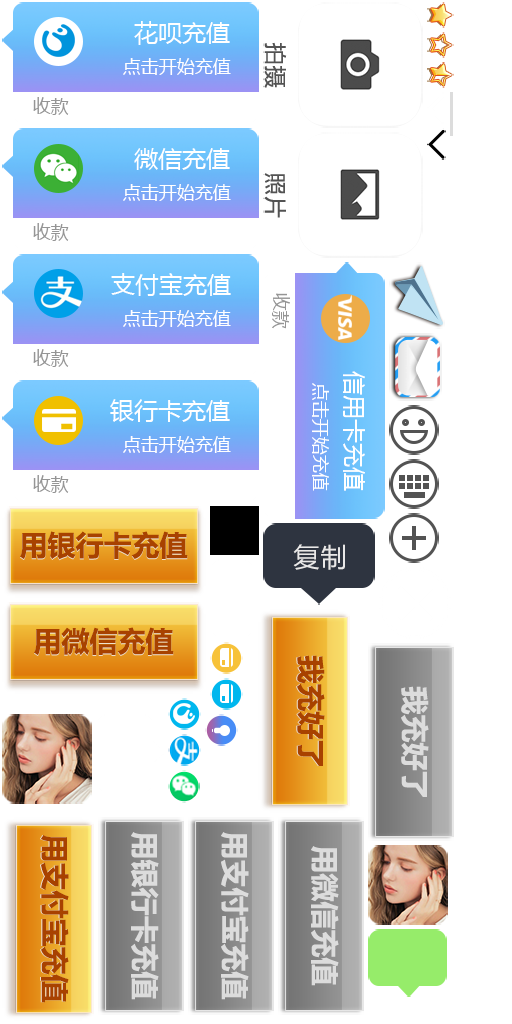 花呗充值
点击开始充值
收款
拍摄
微信充值
点击开始充值
收款
照片
支付宝充值
点击开始充值
收款
收款
VISA
信用卡充值
点击开始充值
银行卡充值
点击开始充值
收款
用银行卡充值
复制
用微信充值
我充好了
我充好了
用支付宝充值
用银行卡充值
用支付宝充值
用微信充值